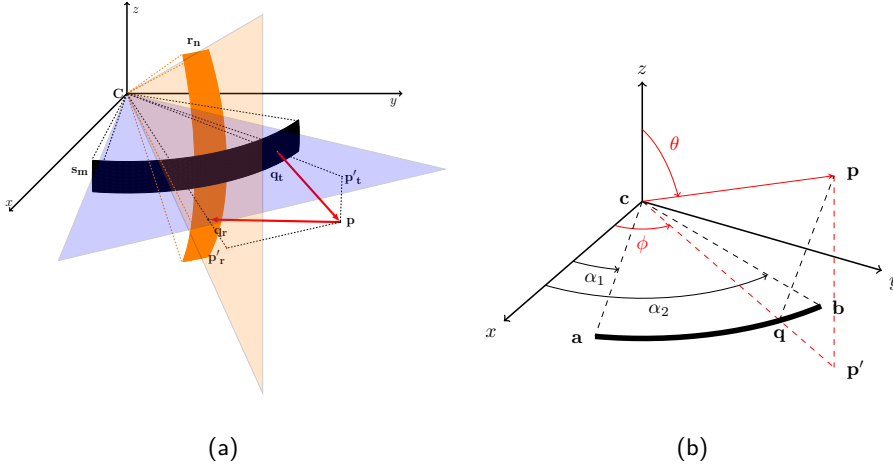 z
r_n
C
y
s_m
x
q_t
p'_t
p
q_r
p'_r
(a)
z
θ
p
c
ϕ
y
α_1
α_2
x
a
b
q
p'
(b)